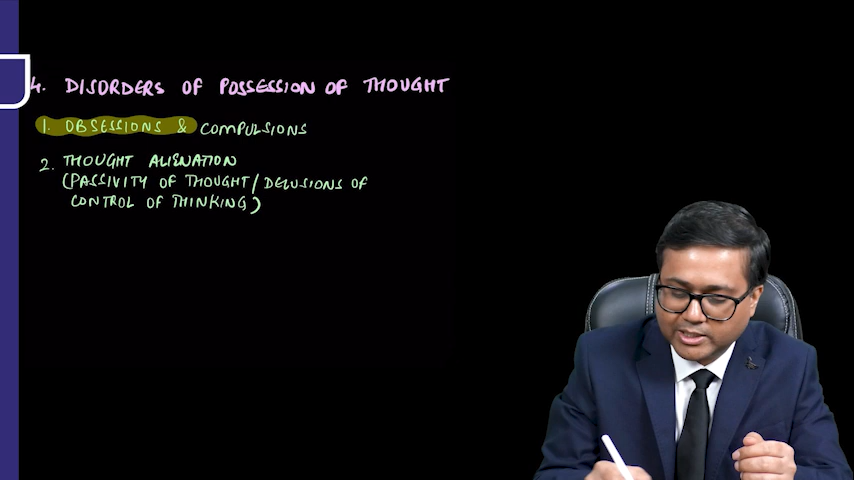 4. DISORDERS OF POSSESSION OF THOUGHT
1. OBSESSIONS & COMPULSIONS
2. THOUGHT ALIENATION
(PASSIVITY OF THOUGHT / DELUSIONS OF
CONTROL OF THINKING)